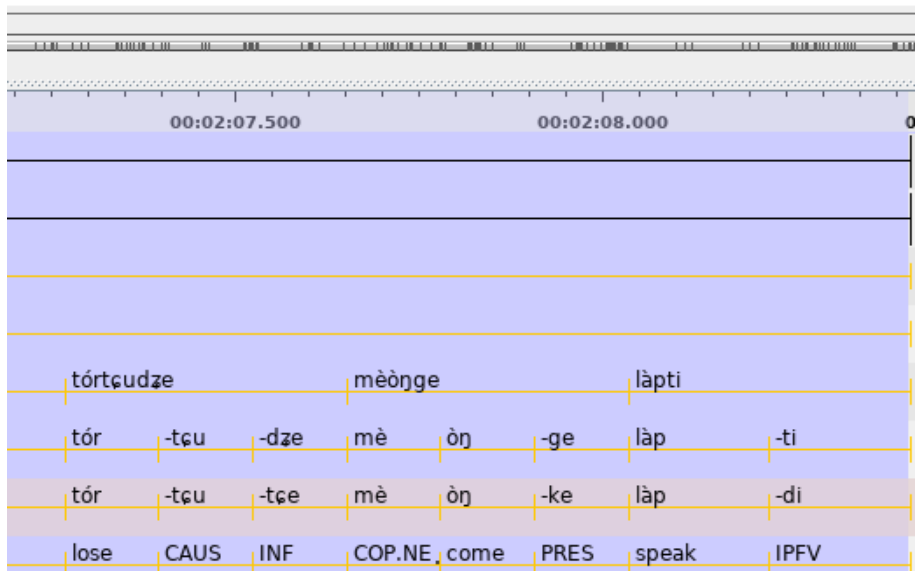 00:02:07.500 00:02:08.000
tórtɕudʑe mèòŋge làpti
tór -tɕu -dʑe mè òŋ -ge làp -ti
tór -tɕu -tɕe mè òŋ -ke làp -di
lose CAUS INF COP.NE. come PRES speak IPFV